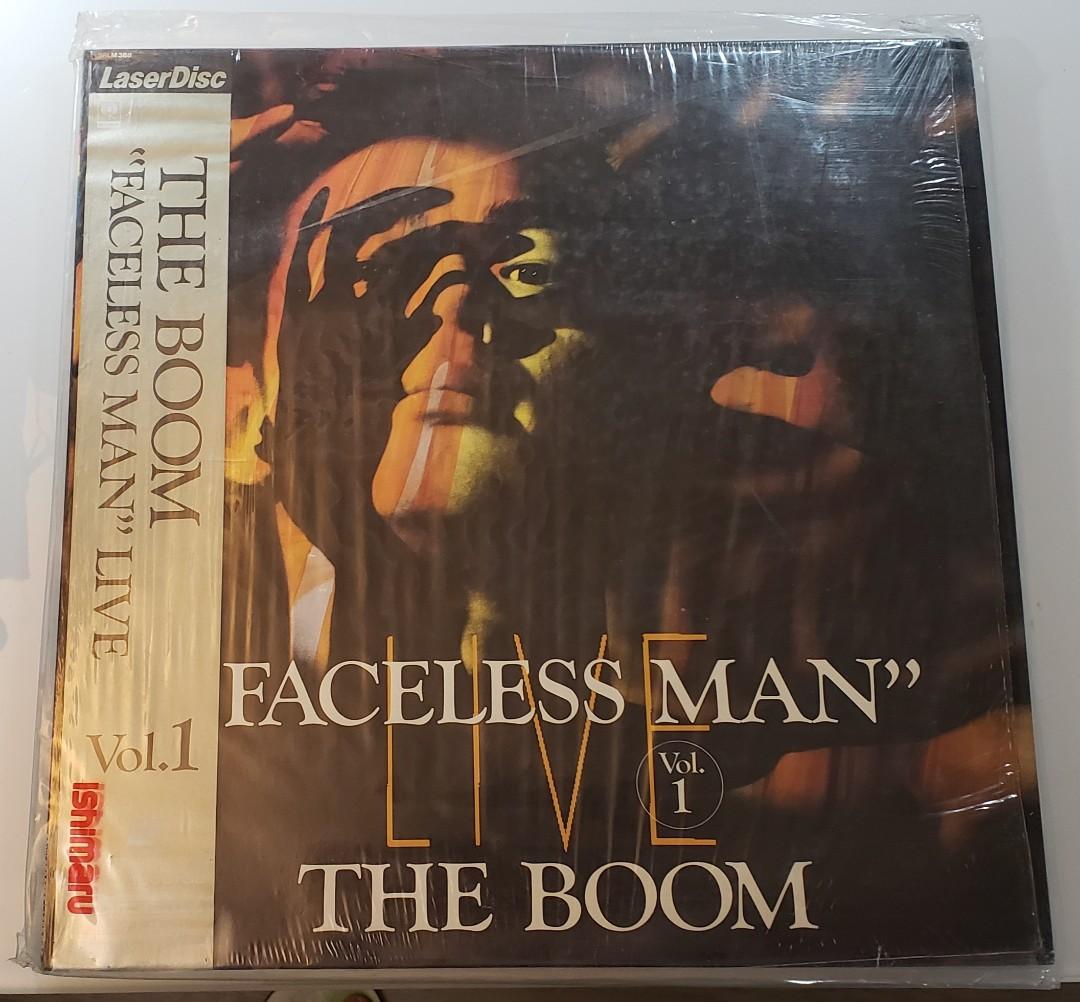 LaserDisc
THE BOOM
“FACELESS MAN” LIVE
Vol.1
ishimaru
FACELESS MAN”
LIVE
Vol.
1
THE BOOM